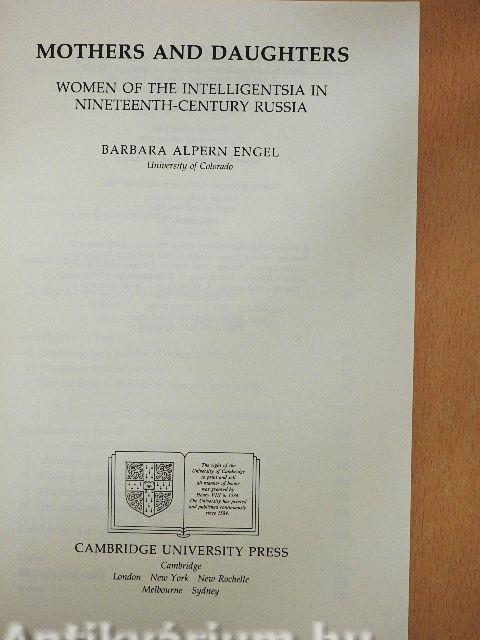 MOTHERS AND DAUGHTERS
WOMEN OF THE INTELLIGENTSIA IN
NINETEENTH-CENTURY RUSSIA
BARBARA ALPERN ENGEL
University of Colorado
The right of the
University of Cambridge
to print and sell
all manner of books
was granted by
Henry VIII in 1534.
The University has printed
and published continuously
since 1584.
CAMBRIDGE UNIVERSITY PRESS
Cambridge
London New York New Rochelle
Melbourne Sydney
Antikvárium.hu